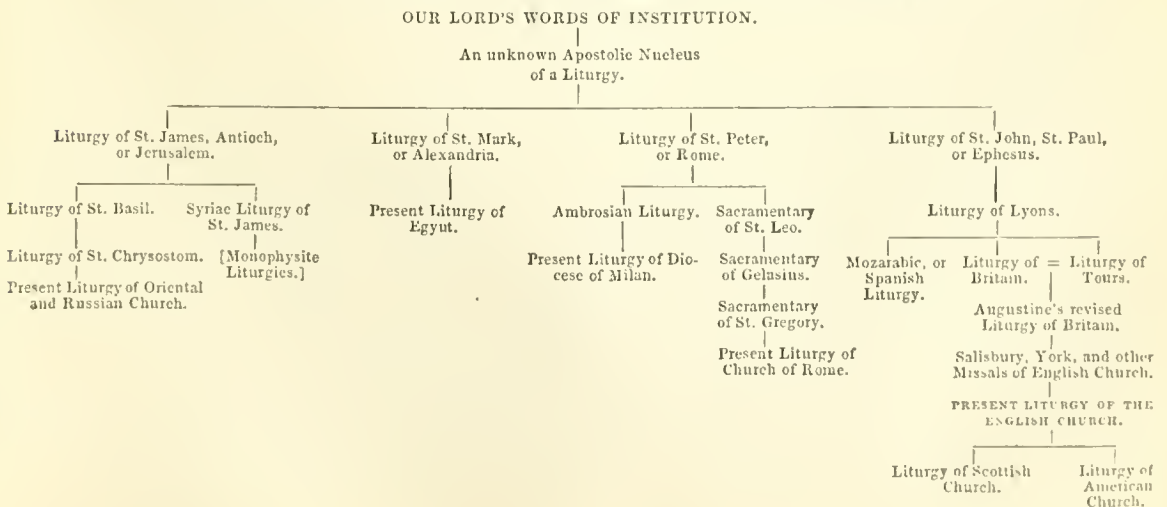 OUR LORD'S WORDS OF INSTITUTION.
An unknown Apostolic Nucleus
of a Liturgy.
Liturgy of St. James, Antioch,
or Jerusalem.
Liturgy of St. Mark,
or Alexandria.
Liturgy of St. Peter,
or Rome.
Liturgy of St. John, St. Paul,
or Ephesus.
Liturgy of St. Basil.
Syriac Liturgy of
St. James.
Liturgy of St. Chrysostom.
[Monophysite
Liturgies.]
Present Liturgy of Oriental
and Russian Church.
Present Liturgy of
Egyut.
Ambrosian Liturgy.
Present Liturgy of Dio-
cese of Milan.
Sacramentary
of St. Leo.
Sacramentary
of Gelasius.
Sacramentary
of St. Gregory.
Present Liturgy of
Church of Rome.
Liturgy of Lyons.
Mozarabic, or
Spanish
Liturgy.
Liturgy of = Liturgy of
Britain. Tours.
Augustine's revised
Liturgy of Britain.
Salisbury, York, and other
Missals of English Church.
PRESENT LITURGY OF THE
ENGLISH CHURCH.
Liturgy of Scottish
Church.
Liturgy of
American
Church.